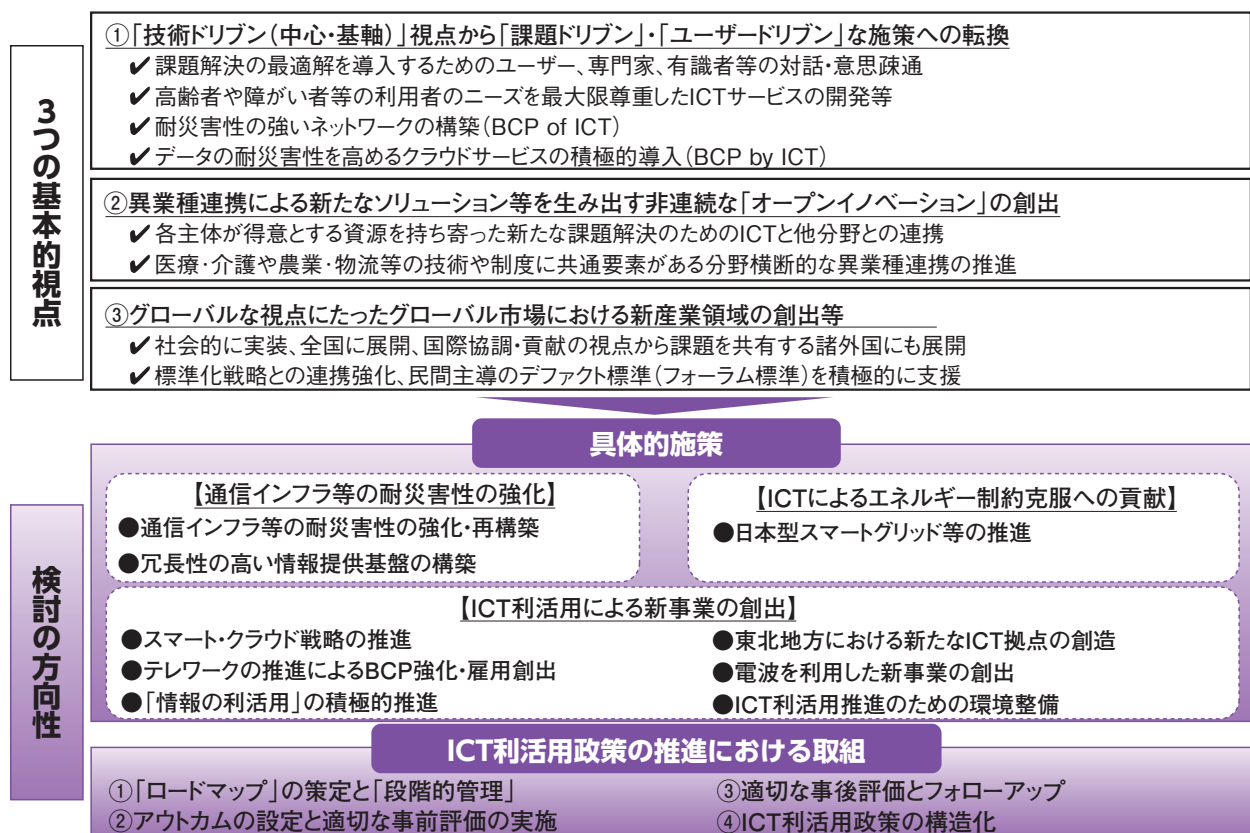 3つの基本的視点
①「技術ドリブン（中心・基軸）」視点から「課題ドリブン」・「ユーザードリブン」な施策への転換
✔課題解決の最適解を導入するためのユーザー、専門家、有識者等の対話・意思疎通
✔高齢者や障がい者等の利用者のニーズを最大限尊重したICTサービスの開発等
✔耐災害性の強いネットワークの構築（BCP of ICT）
✔データの耐災害性を高めるクラウドサービスの積極的導入（BCP by ICT）
②異業種連携による新たなソリューション等を生み出す非連続な「オープンイノベーション」の創出
✔各主体が得意とする資源を持ち寄った新たな課題解決のためのICTと他分野との連携
✔医療・介護や農業・物流等の技術や制度に共通要素がある分野横断的な異業種連携の推進
③グローバルな視点にたったグローバル市場における新産業領域の創出等
✔社会的に実装、全国に展開、国際協調・貢献の視点から課題を共有する諸外国にも展開
✔標準化戦略との連携強化、民間主導のデファクト標準（フォーラム標準）を積極的に支援
検討の方向性
具体的施策
【通信インフラ等の耐災害性の強化】
●通信インフラ等の耐災害性の強化・再構築
●冗長性の高い情報提供基盤の構築
【ICTによるエネルギー制約克服への貢献】
●日本型スマートグリッド等の推進
【ICT利活用による新事業の創出】
●スマート・クラウド戦略の推進
●テレワークの推進によるBCP強化・雇用創出
●「情報の利活用」の積極的推進
●東北地方における新たなICT拠点の創造
●電波を利用した新事業の創出
●ICT利活用推進のための環境整備
ICT利活用政策の推進における取組
①「ロードマップ」の策定と「段階的管理」
②アウトカムの設定と適切な事前評価の実施
③適切な事後評価とフォローアップ
④ICT利活用政策の構造化